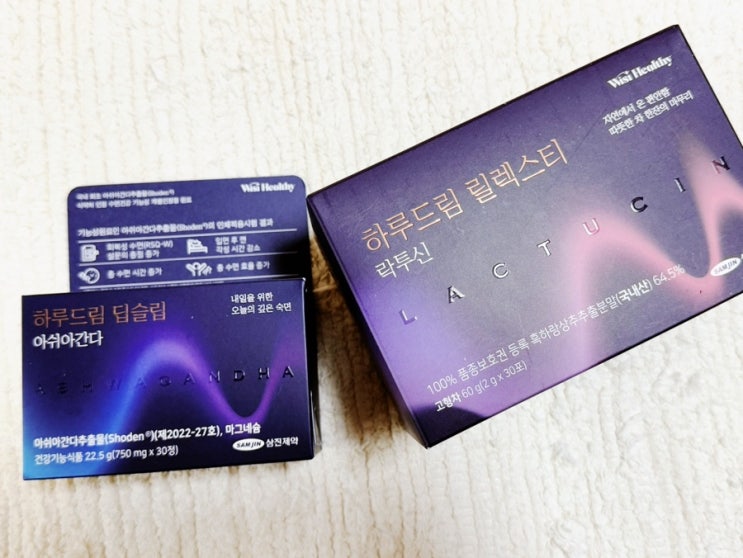 국내 최초 아쉬아간다추출물(Shoden®)
식약처 인정 수면건강 기능성 개별인정형 원료
Wist Healthy
기능성원료인 아쉬아간다추출물(Shoden®)의 인체적용시험 결과
회복성 수면(RSQ-W)
설문의 총점 증가
입면 후 면
각성 시간 감소
총 수면 시간 증가
총 수면 효율 증가
하루드림 딥슬립
아쉬아간다
내일을 위한
오늘의 깊은 숙면
ASHWAGANDHA
아쉬아간다추출물(Shoden®)(제2022-27호), 마그네슘
건강기능식품 22.5 g(750 mg x 30정)
SAMJIN 삼진제약
Wist Healthy
자연에서 온 편안함
따뜻한 차 한잔의 마무리
하루드림 릴렉스티
락투신
LACTUCIN
100% 품종보호권 등록 흑하랑상추추출분말(국내산) 64.5%
고형차 60 g(2 g x 30포)
SAMJIN